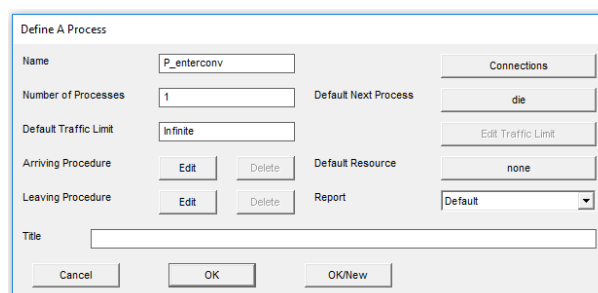 Define A Process
Name P_enterconv Connections
Number of Processes 1 Default Next Process die
Default Traffic Limit Infinite Edit Traffic Limit
Arriving Procedure Edit Delete Default Resource none
Leaving Procedure Edit Delete Report Default
Title
Cancel OK OK/New